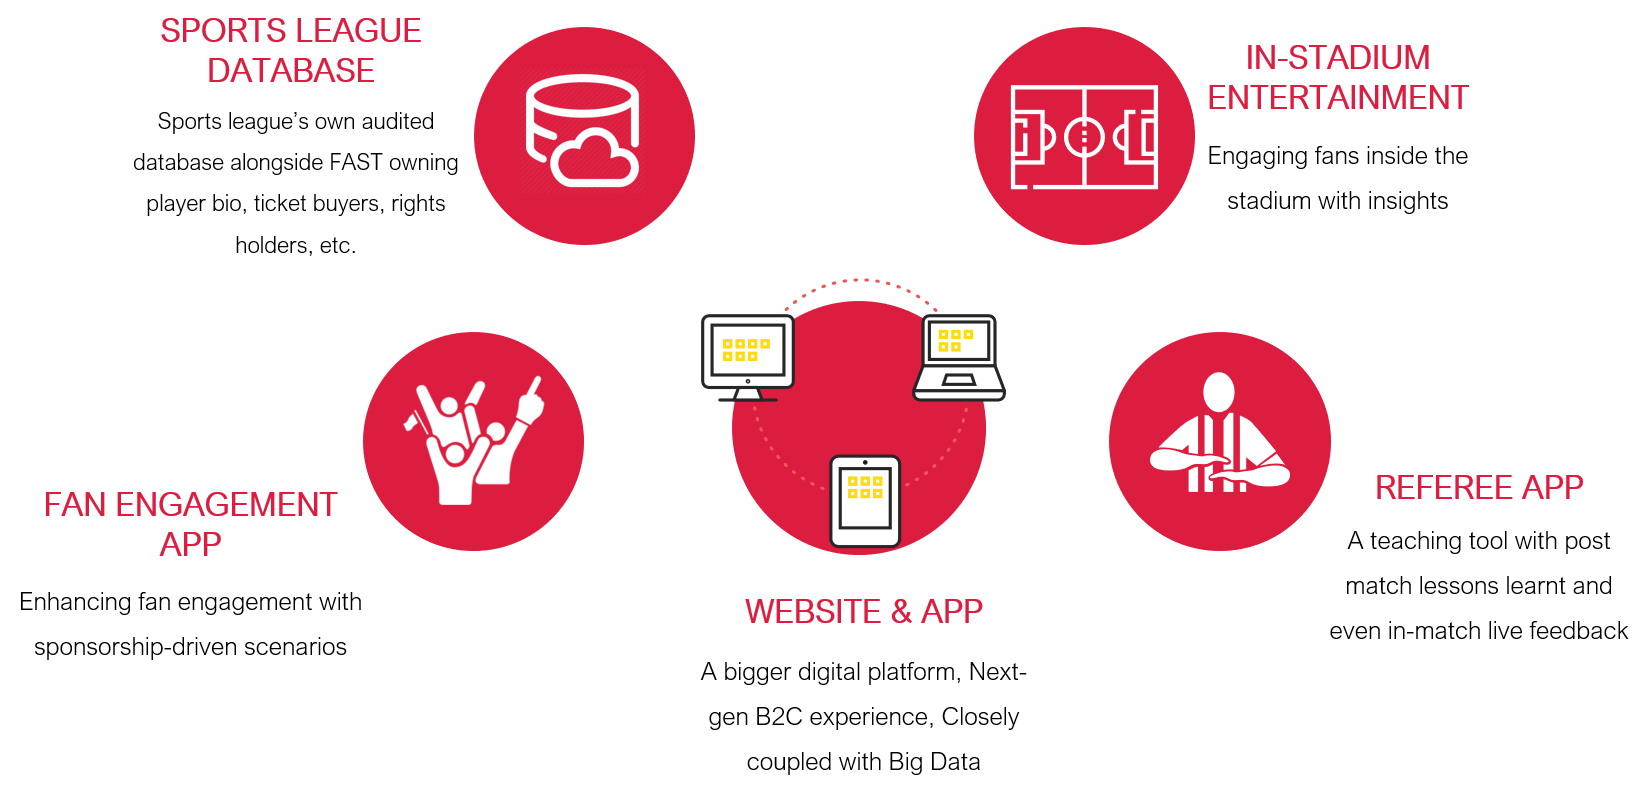 SPORTS LEAGUE
DATABASE
Sports league’s own audited
database alongside FAST owning
player bio, ticket buyers, rights
holders, etc.
IN-STADIUM
ENTERTAINMENT
Engaging fans inside the
stadium with insights
FAN ENGAGEMENT
APP
Enhancing fan engagement with
sponsorship-driven scenarios
WEBSITE & APP
A bigger digital platform, Next-
gen B2C experience, Closely
coupled with Big Data
REFEREE APP
A teaching tool with post
match lessons learnt and
even in-match live feedback